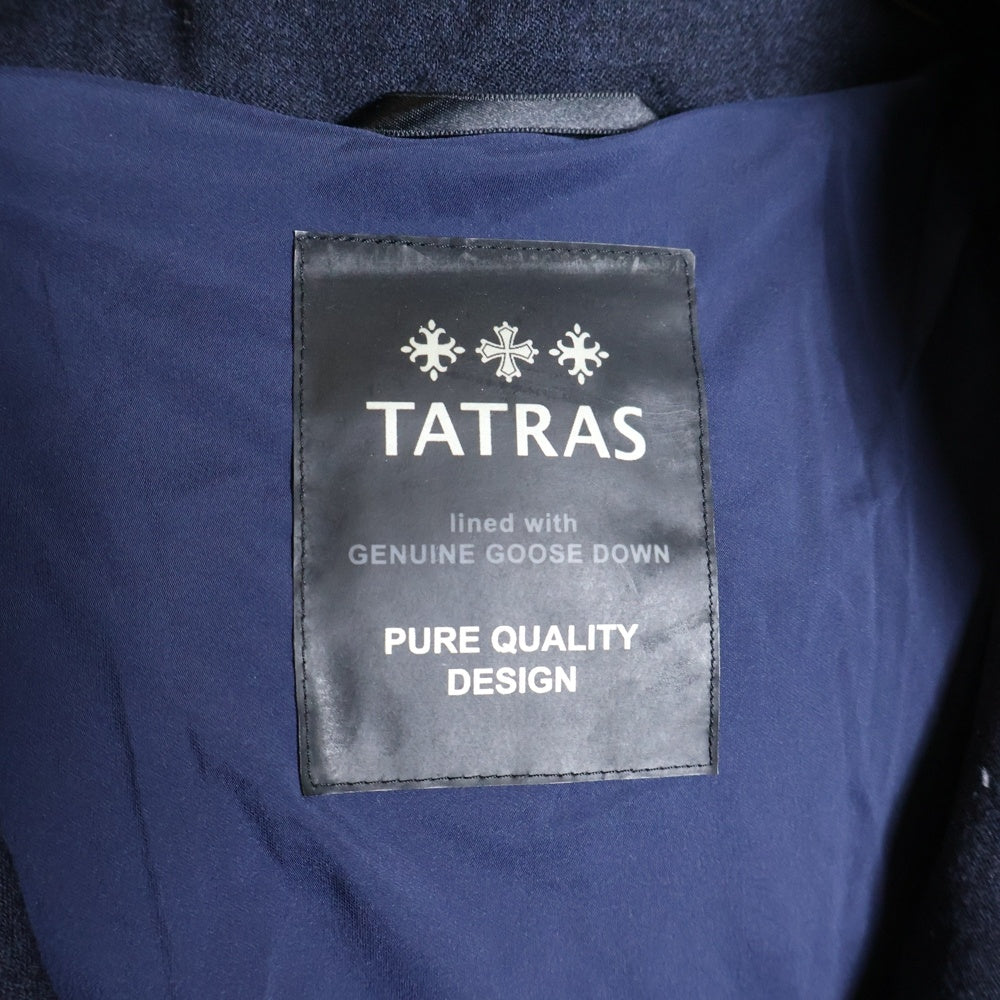 TATRAS
lined with
GENUINE GOOSE DOWN
PURE QUALITY
DESIGN